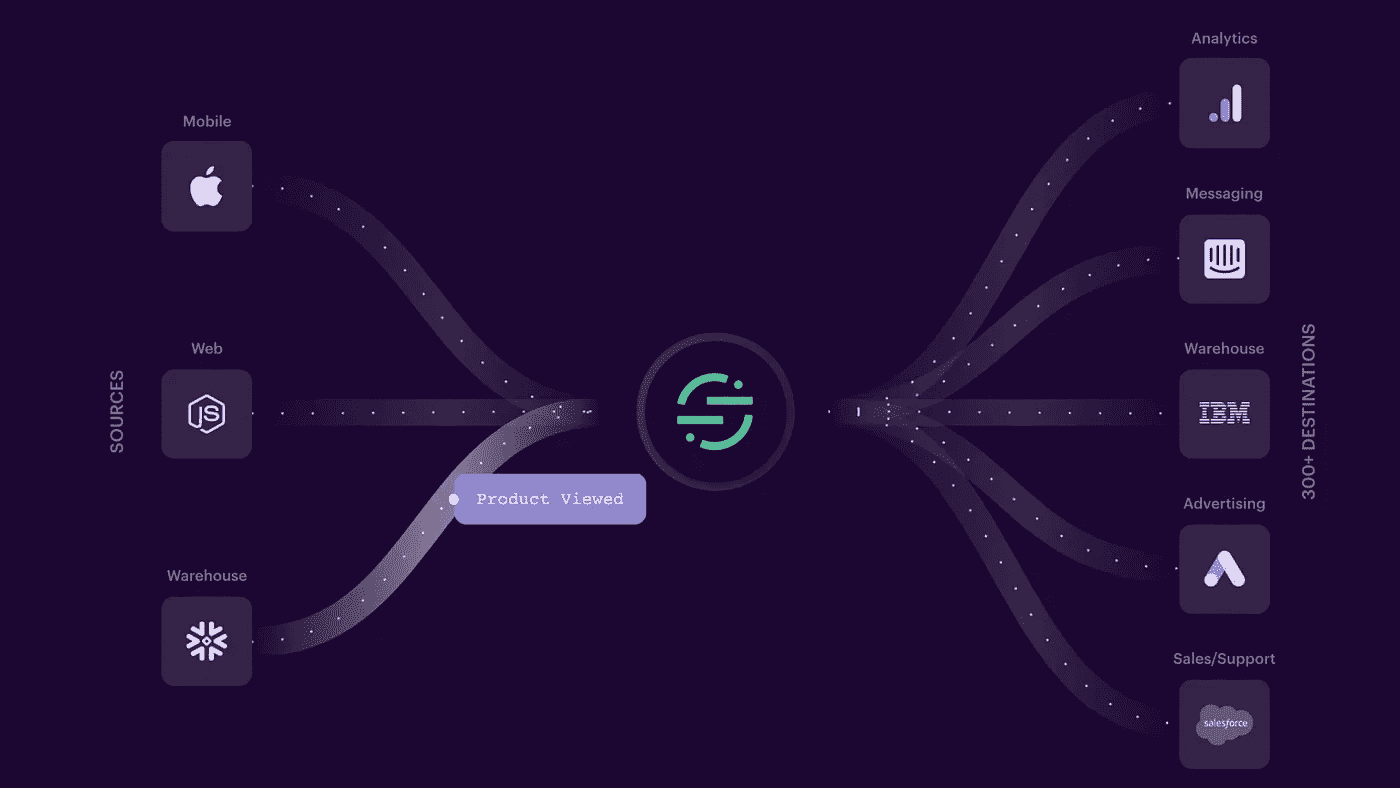 SOURCES
Mobile
Web
JS
Warehouse
Product Viewed
Analytics
Messaging
Warehouse
IBM
Advertising
Sales/Support
salesforce
300+ DESTINATIONS